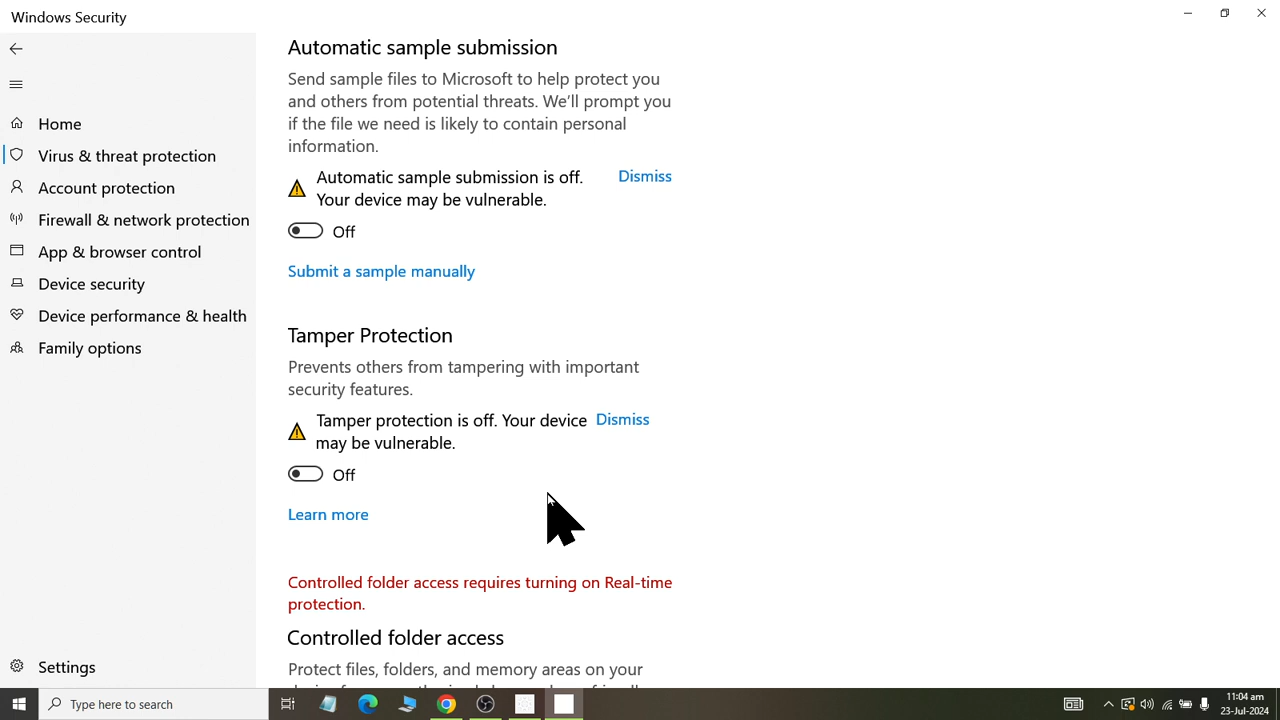 Windows Security
Home
Virus & threat protection
Account protection
Firewall & network protection
App & browser control
Device security
Device performance & health
Family options
Settings
Automatic sample submission
Send sample files to Microsoft to help protect you
and others from potential threats. We'll prompt you
if the file we need is likely to contain personal
information.
Automatic sample submission is off. Dismiss
Your device may be vulnerable.
Off
Submit a sample manually
Tamper Protection
Prevents others from tampering with important
security features.
Tamper protection is off. Your device Dismiss
may be vulnerable.
Off
Learn more
Controlled folder access requires turning on Real-time
protection.
Controlled folder access
Protect files, folders, and memory areas on your
Type here to search
11:04 am
23-Jul-2024